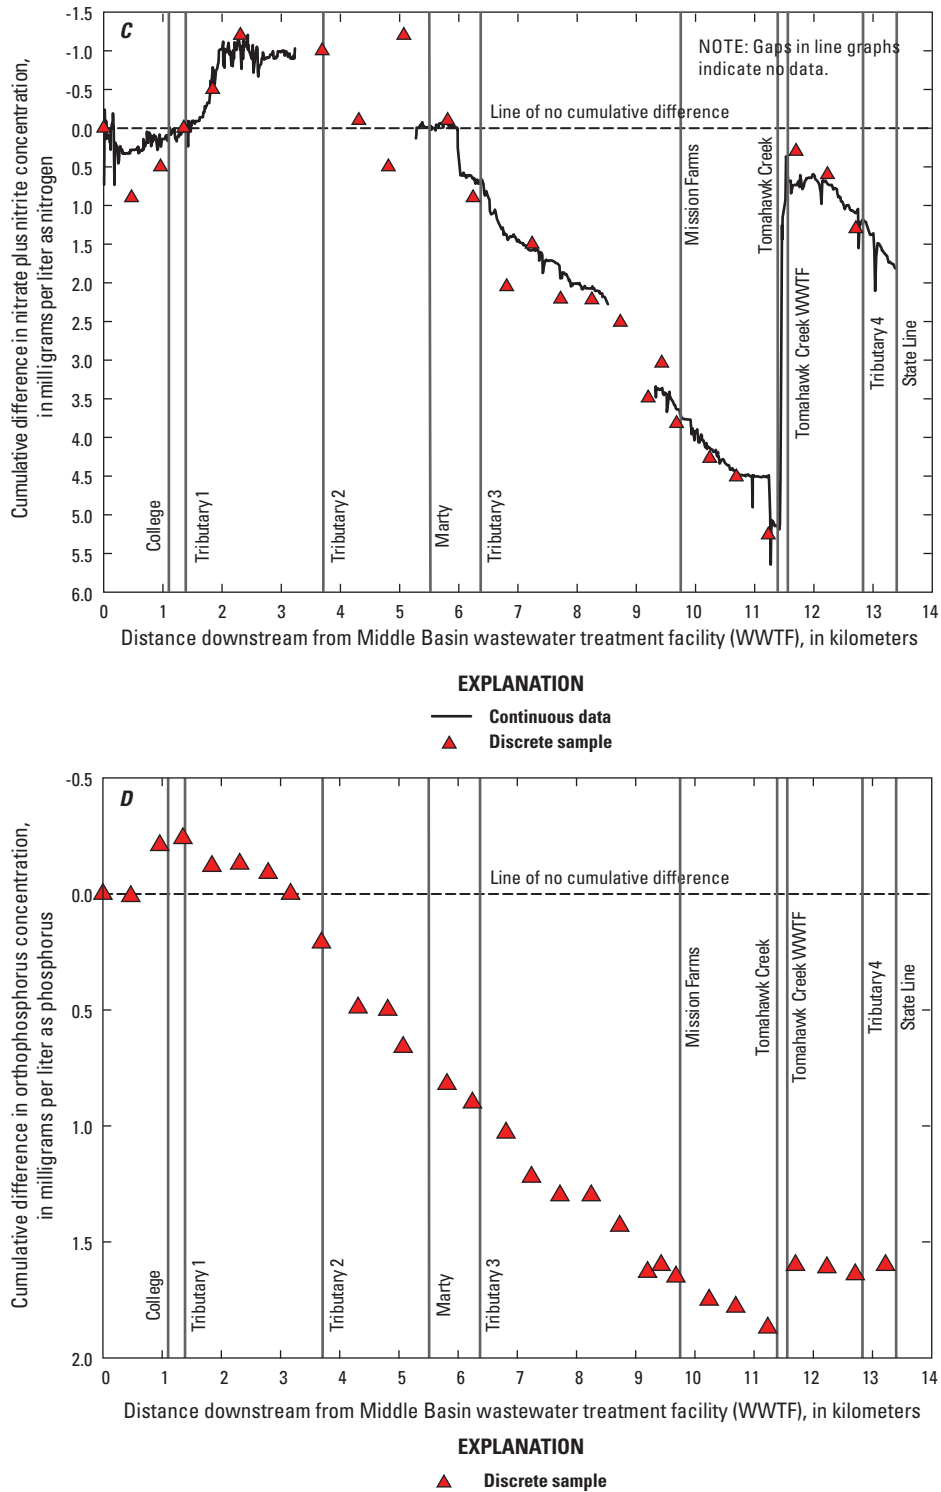 C
NOTE: Gaps in line graphs
indicate no data.
Line of no cumulative difference
Cumulative difference in nitrate plus nitrite concentration,
in milligrams per liter as nitrogen
-1.5
-1.0
-0.5
0.0
0.5
1.0
1.5
2.0
2.5
3.0
3.5
4.0
4.5
5.0
5.5
6.0
College
Tributary 1
Tributary 2
Marty
Tributary 3
Mission Farms
Tomahawk Creek
Tomahawk Creek WWTF
Tributary 4
State Line
0 1 2 3 4 5 6 7 8 9 10 11 12 13 14
Distance downstream from Middle Basin wastewater treatment facility (WWTF), in kilometers
EXPLANATION
Continuous data
Discrete sample
D
Line of no cumulative difference
Cumulative difference in orthophosphorus concentration,
in milligrams per liter as phosphorus
-0.5
0.0
0.5
1.0
1.5
2.0
College
Tributary 1
Tributary 2
Marty
Tributary 3
Mission Farms
Tomahawk Creek
Tomahawk Creek WWTF
Tributary 4
State Line
0 1 2 3 4 5 6 7 8 9 10 11 12 13 14
Distance downstream from Middle Basin wastewater treatment facility (WWTF), in kilometers
EXPLANATION
Discrete sample